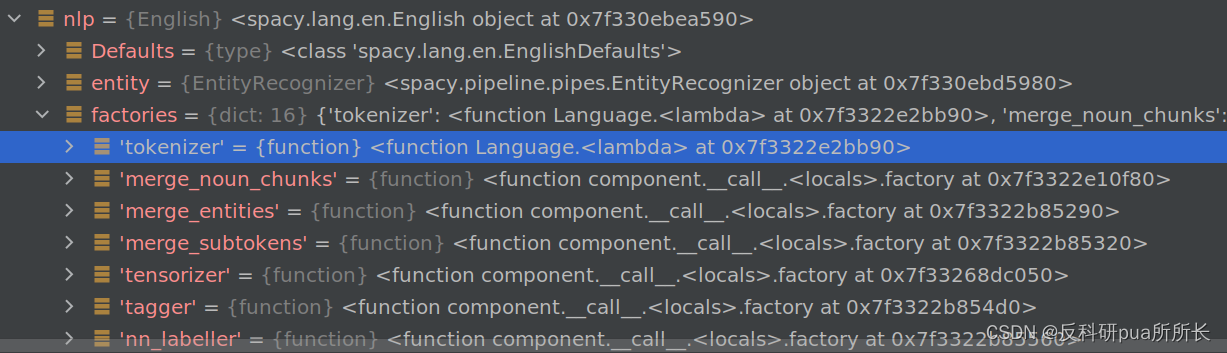 nlp = {English} <spacy.lang.en.English object at 0x7f330ebea590>
Defaults = {type} <class 'spacy.lang.en.EnglishDefaults'>
entity = {EntityRecognizer} <spacy.pipeline.pipes.EntityRecognizer object at 0x7f330ebd5980>
factories = {dict: 16} {'tokenizer': <function Language.<lambda> at 0x7f3322e2bb90>, 'merge_noun_chunks':
'tokenizer' = {function} <function Language.<lambda> at 0x7f3322e2bb90>
'merge_noun_chunks' = {function} <function component.__call__.<locals>.factory at 0x7f3322e10f80>
'merge_entities' = {function} <function component.__call__.<locals>.factory at 0x7f3322b85290>
'merge_subtokens' = {function} <function component.__call__.<locals>.factory at 0x7f3322b85320>
'tensorizer' = {function} <function component.__call__.<locals>.factory at 0x7f33268dc050>
'tagger' = {function} <function component.__call__.<locals>.factory at 0x7f3322b854d0>
'nn_labeller' = {function} <function component.__call__.<locals>.factory at 0x7f3322b85560>
CSDN @反科研pua所所长